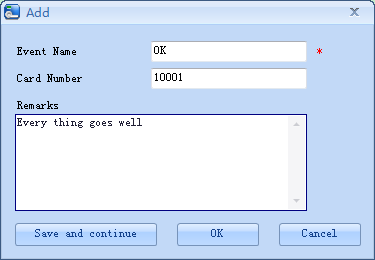 Add
Event Name OK *
Card Number 10001
Remarks
Every thing goes well
Save and continue OK Cancel